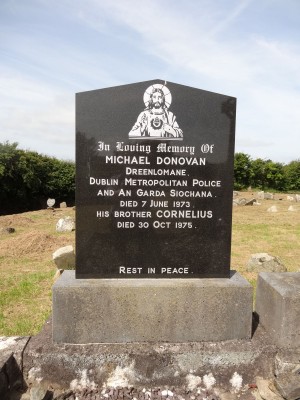 In Loving Memory Of
MICHAEL DONOVAN
DREENLOMANE.
DUBLIN METROPOLITAN POLICE
AND AN GARDA SIOCHANA
DIED 7 JUNE 1973.
HIS BROTHER CORNELIUS
DIED 30 OCT 1975.
REST IN PEACE.